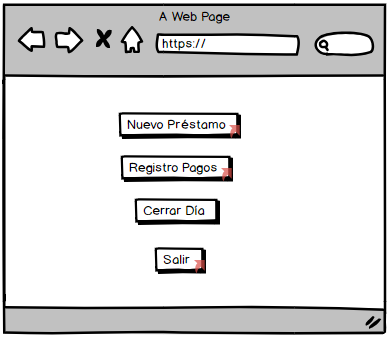 A Web Page
https://
Nuevo Préstamo
Registro Pagos
Cerrar Día
Salir